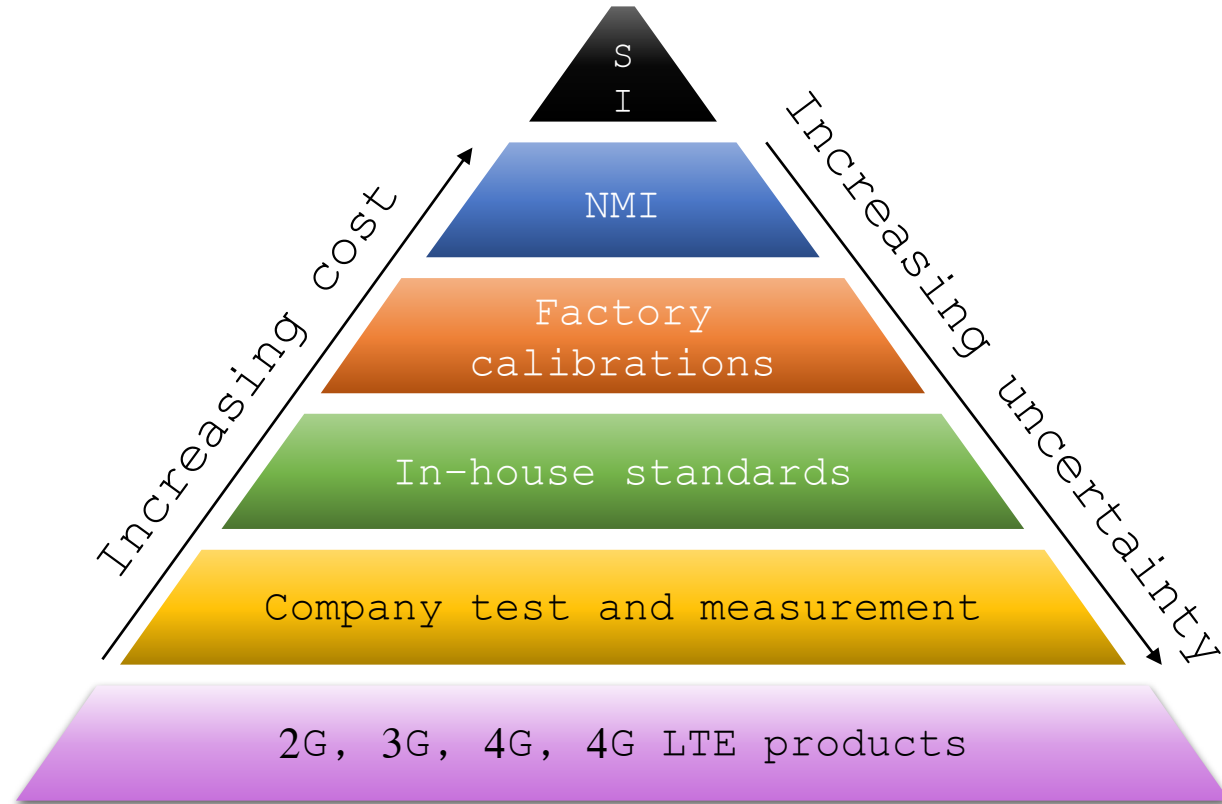 S
I
NMI
Factory
calibrations
In-house standards
Company test and measurement
2G, 3G, 4G, 4G LTE products
Increasing cost
Increasing uncertainty